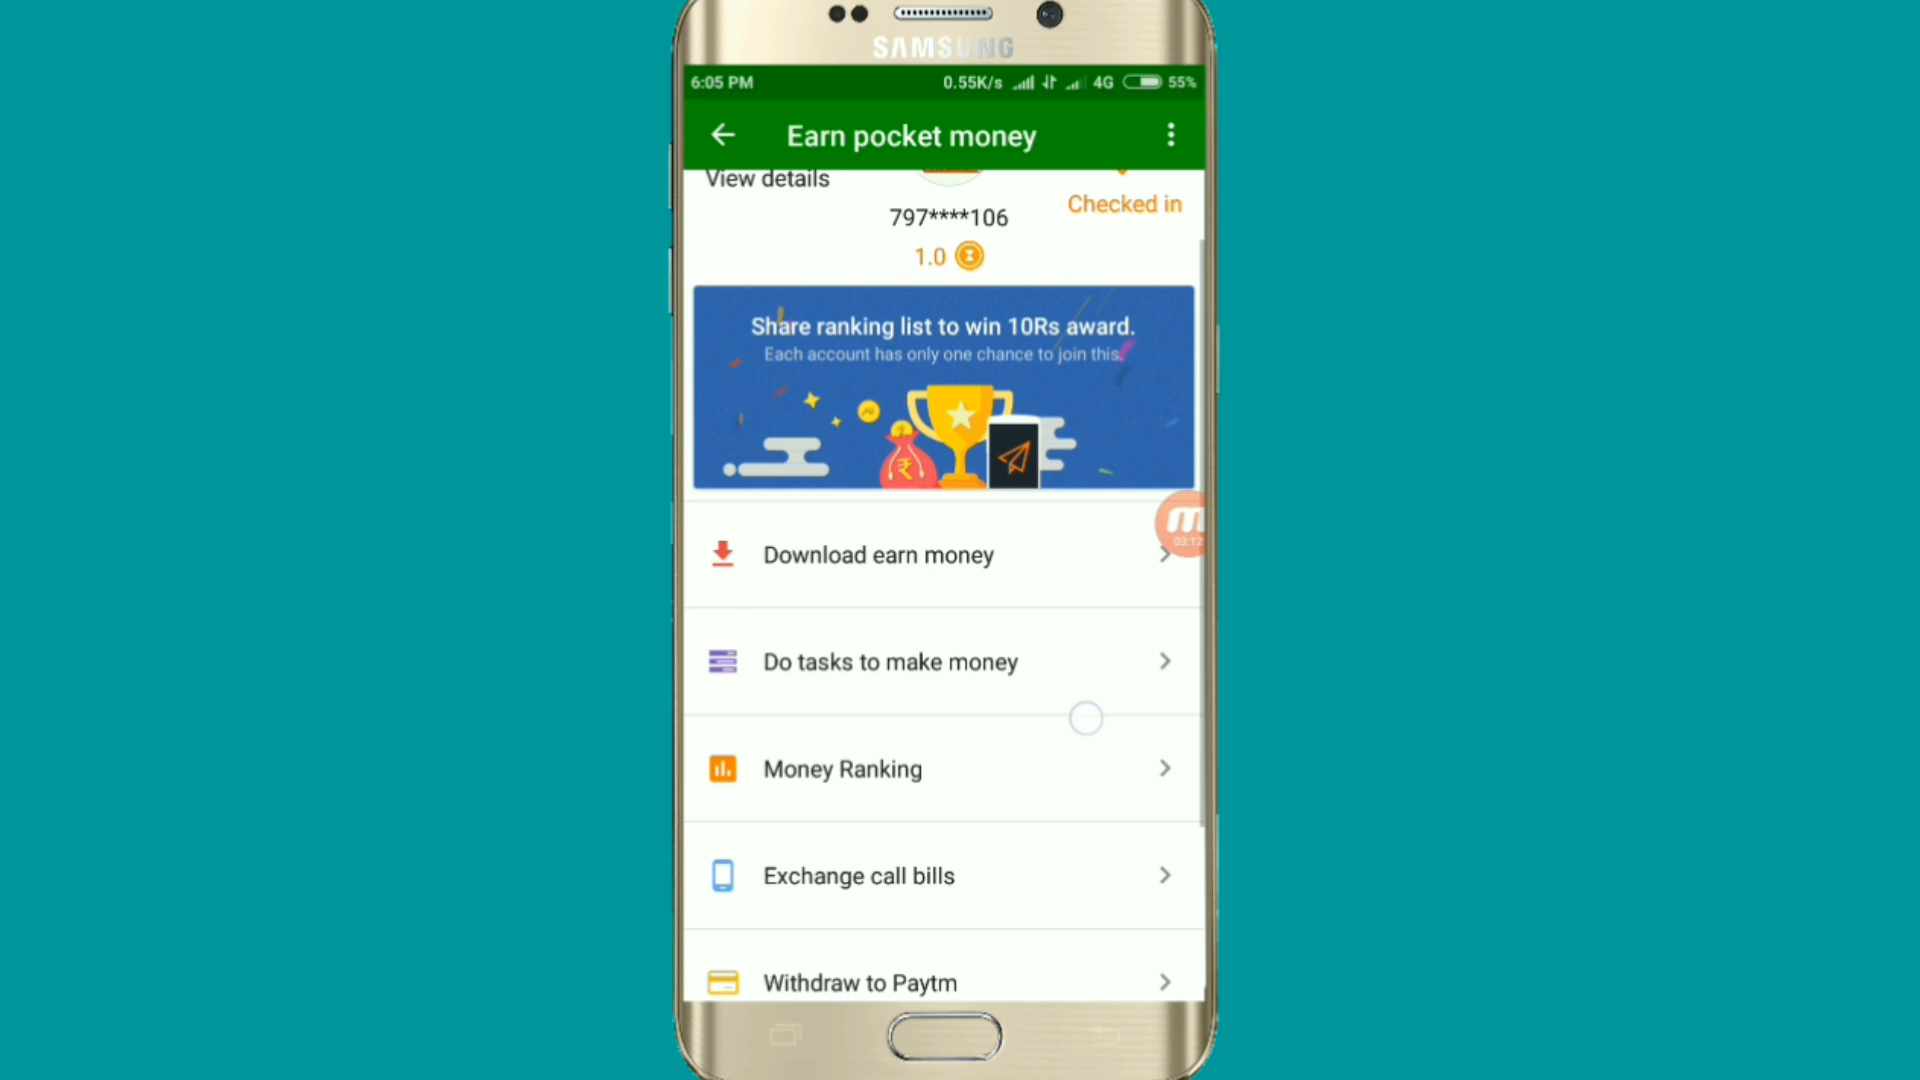 SAMSUNG
6:05 PM 0.55K/s 4G 55%
Earn pocket money
View details
Checked in
797****106
1.0
Share ranking list to win 10Rs award.
Each account has only one chance to join this.
03:12
Download earn money
Do tasks to make money
Money Ranking
Exchange call bills
Withdraw to Paytm